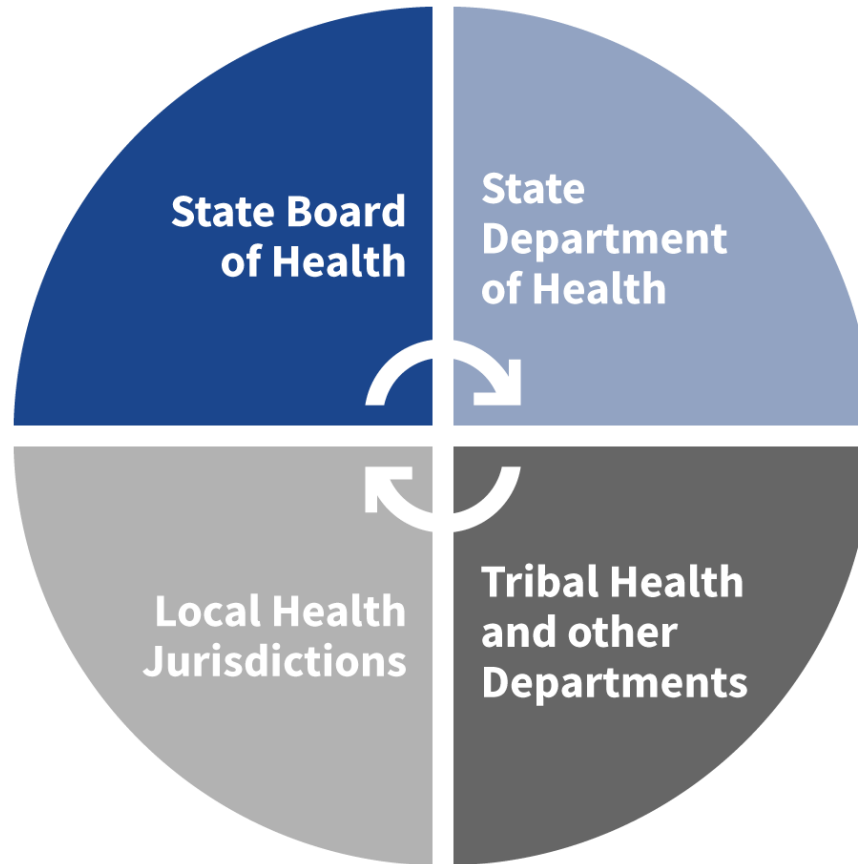 State Board
of Health
State
Department
of Health
Local Health
Jurisdictions
Tribal Health
and other
Departments